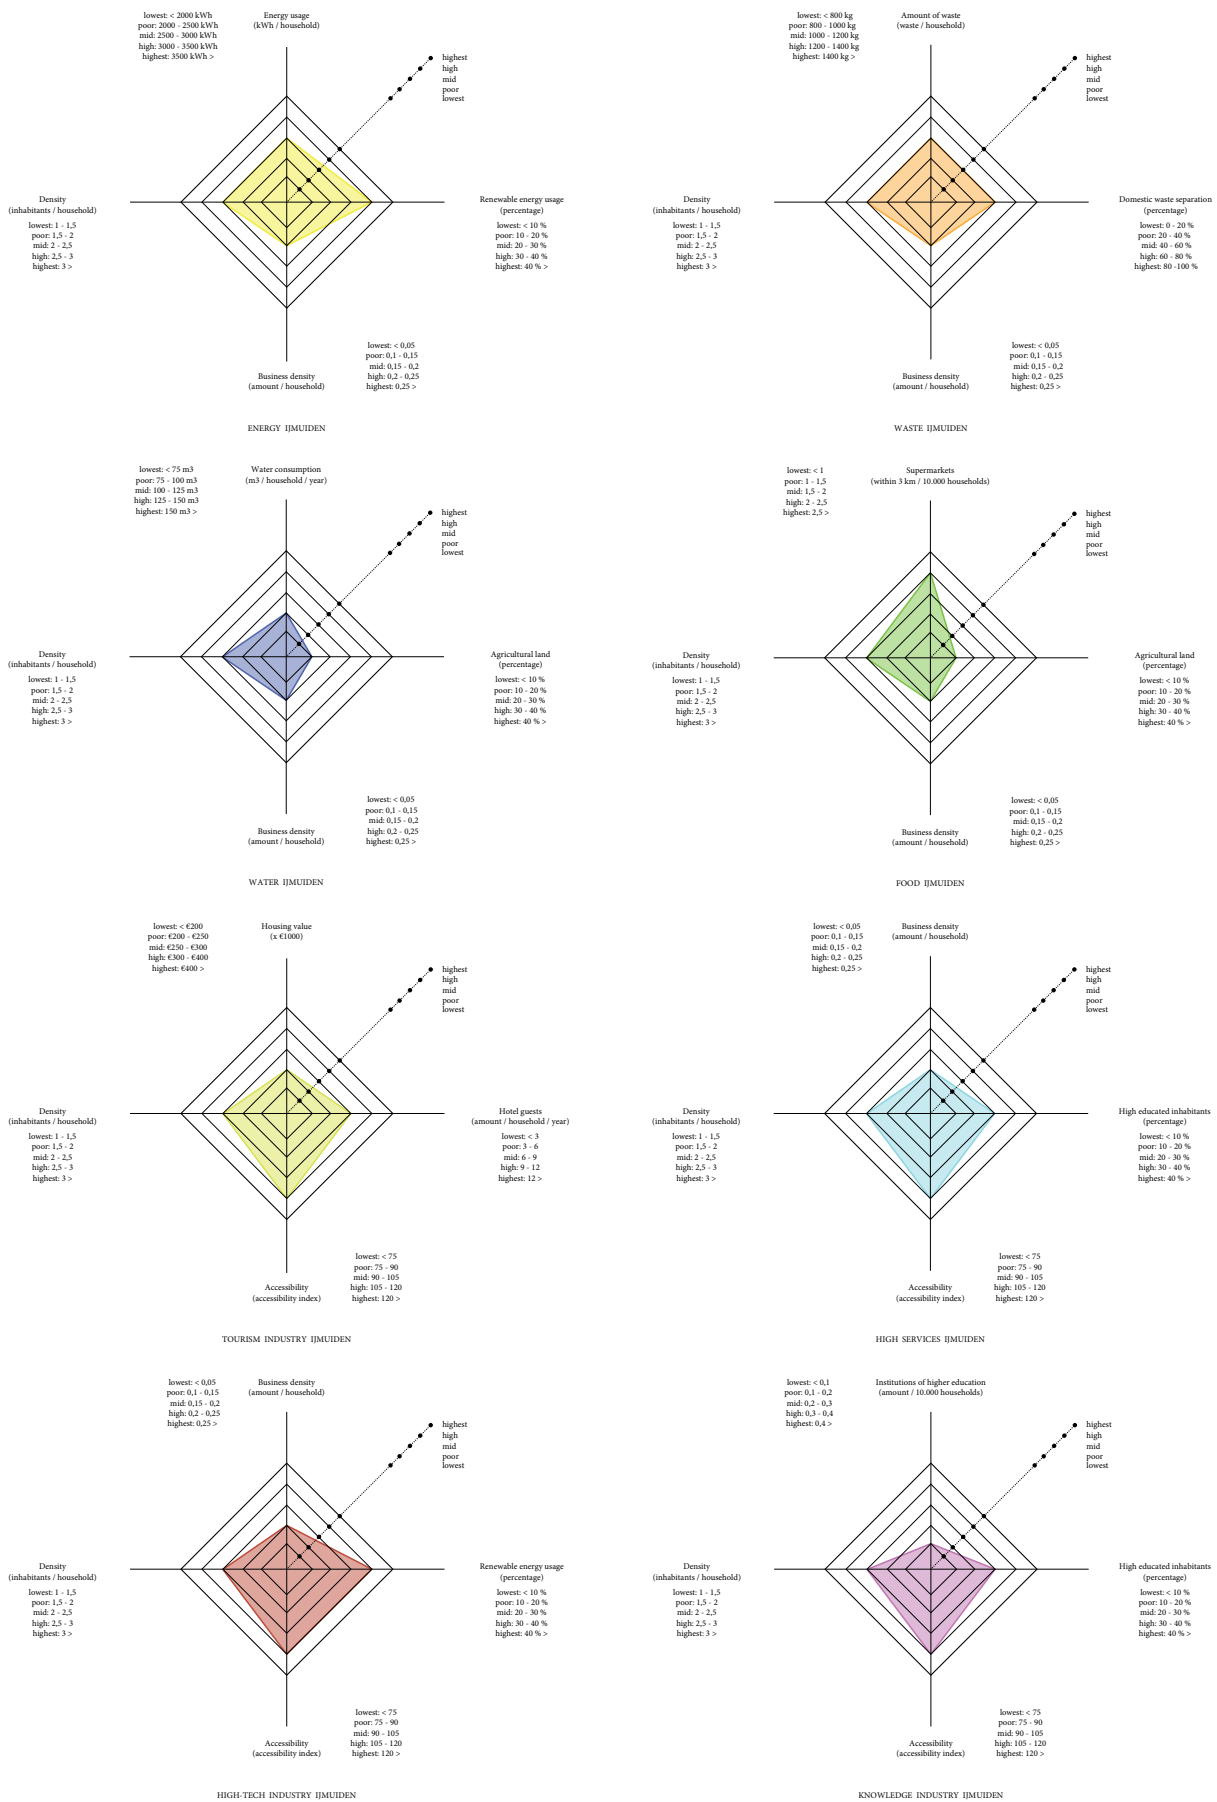 lowest: < 2000 kWh
poor: 2000 - 2500 kWh
mid: 2500 - 3000 kWh
high: 3000 - 3500 kWh
highest: 3500 kWh >
Energy usage
(kWh / household)
highest
high
mid
poor
lowest
Density
(inhabitants / household)
lowest: 1 - 1,5
poor: 1,5 - 2
mid: 2 - 2,5
high: 2,5 - 3
highest: 3 >
Renewable energy usage
(percentage)
lowest: < 10 %
poor: 10 - 20 %
mid: 20 - 30 %
high: 30 - 40 %
highest: 40 % >
lowest: < 0,05
poor: 0,1 - 0,15
mid: 0,15 - 0,2
high: 0,2 - 0,25
highest: 0,25 >
Business density
(amount / household)
ENERGY IJMUIDEN
lowest: < 800 kg
poor: 800 - 1000 kg
mid: 1000 - 1200 kg
high: 1200 - 1400 kg
highest: 1400 kg >
Amount of waste
(waste / household)
highest
high
mid
poor
lowest
Density
(inhabitants / household)
lowest: 1 - 1,5
poor: 1,5 - 2
mid: 2 - 2,5
high: 2,5 - 3
highest: 3 >
Domestic waste separation
(percentage)
lowest: 0 - 20 %
poor: 20 - 40 %
mid: 40 - 60 %
high: 60 - 80 %
highest: 80 -100 %
lowest: < 0,05
poor: 0,1 - 0,15
mid: 0,15 - 0,2
high: 0,2 - 0,25
highest: 0,25 >
Business density
(amount / household)
WASTE IJMUIDEN
lowest: < 75 m3
poor: 75 - 100 m3
mid: 100 - 125 m3
high: 125 - 150 m3
highest: 150 m3 >
Water consumption
(m3 / household / year)
highest
high
mid
poor
lowest
Density
(inhabitants / household)
lowest: 1 - 1,5
poor: 1,5 - 2
mid: 2 - 2,5
high: 2,5 - 3
highest: 3 >
Agricultural land
(percentage)
lowest: < 10 %
poor: 10 - 20 %
mid: 20 - 30 %
high: 30 - 40 %
highest: 40 % >
lowest: < 0,05
poor: 0,1 - 0,15
mid: 0,15 - 0,2
high: 0,2 - 0,25
highest: 0,25 >
Business density
(amount / household)
WATER IJMUIDEN
lowest: < 1
poor: 1 - 1,5
mid: 1,5 - 2
high: 2 - 2,5
highest: 2,5 >
Supermarkets
(within 3 km / 10.000 households)
highest
high
mid
poor
lowest
Density
(inhabitants / household)
lowest: 1 - 1,5
poor: 1,5 - 2
mid: 2 - 2,5
high: 2,5 - 3
highest: 3 >
Agricultural land
(percentage)
lowest: < 10 %
poor: 10 - 20 %
mid: 20 - 30 %
high: 30 - 40 %
highest: 40 % >
lowest: < 0,05
poor: 0,1 - 0,15
mid: 0,15 - 0,2
high: 0,2 - 0,25
highest: 0,25 >
Business density
(amount / household)
FOOD IJMUIDEN
lowest: < €200
poor: €200 - €250
mid: €250 - €300
high: €300 - €400
highest: €400 >
Housing value
(x €1000)
highest
high
mid
poor
lowest
Density
(inhabitants / household)
lowest: 1 - 1,5
poor: 1,5 - 2
mid: 2 - 2,5
high: 2,5 - 3
highest: 3 >
Hotel guests
(amount / household / year)
lowest: < 3
poor: 3 - 6
mid: 6 - 9
high: 9 - 12
highest: 12 >
lowest: < 75
poor: 75 - 90
mid: 90 - 105
high: 105 - 120
highest: 120 >
Accessibility
(accessibility index)
TOURISM INDUSTRY IJMUIDEN
lowest: < 0,05
poor: 0,1 - 0,15
mid: 0,15 - 0,2
high: 0,2 - 0,25
highest: 0,25 >
Business density
(amount / household)
highest
high
mid
poor
lowest
Density
(inhabitants / household)
lowest: 1 - 1,5
poor: 1,5 - 2
mid: 2 - 2,5
high: 2,5 - 3
highest: 3 >
High educated inhabitants
(percentage)
lowest: < 10 %
poor: 10 - 20 %
mid: 20 - 30 %
high: 30 - 40 %
highest: 40 % >
lowest: < 75
poor: 75 - 90
mid: 90 - 105
high: 105 - 120
highest: 120 >
Accessibility
(accessibility index)
HIGH SERVICES IJMUIDEN
lowest: < 0,05
poor: 0,1 - 0,15
mid: 0,15 - 0,2
high: 0,2 - 0,25
highest: 0,25 >
Business density
(amount / household)
highest
high
mid
poor
lowest
Density
(inhabitants / household)
lowest: 1 - 1,5
poor: 1,5 - 2
mid: 2 - 2,5
high: 2,5 - 3
highest: 3 >
Renewable energy usage
(percentage)
lowest: < 10 %
poor: 10 - 20 %
mid: 20 - 30 %
high: 30 - 40 %
highest: 40 % >
lowest: < 75
poor: 75 - 90
mid: 90 - 105
high: 105 - 120
highest: 120 >
Accessibility
(accessibility index)
HIGH-TECH INDUSTRY IJMUIDEN
lowest: < 0,1
poor: 0,1 - 0,2
mid: 0,2 - 0,3
high: 0,3 - 0,4
highest: 0,4 >
Institutions of higher education
(amount / 10.000 households)
highest
high
mid
poor
lowest
Density
(inhabitants / household)
lowest: 1 - 1,5
poor: 1,5 - 2
mid: 2 - 2,5
high: 2,5 - 3
highest: 3 >
High educated inhabitants
(percentage)
lowest: < 10 %
poor: 10 - 20 %
mid: 20 - 30 %
high: 30 - 40 %
highest: 40 % >
lowest: < 75
poor: 75 - 90
mid: 90 - 105
high: 105 - 120
highest: 120 >
Accessibility
(accessibility index)
KNOWLEDGE INDUSTRY IJMUIDEN